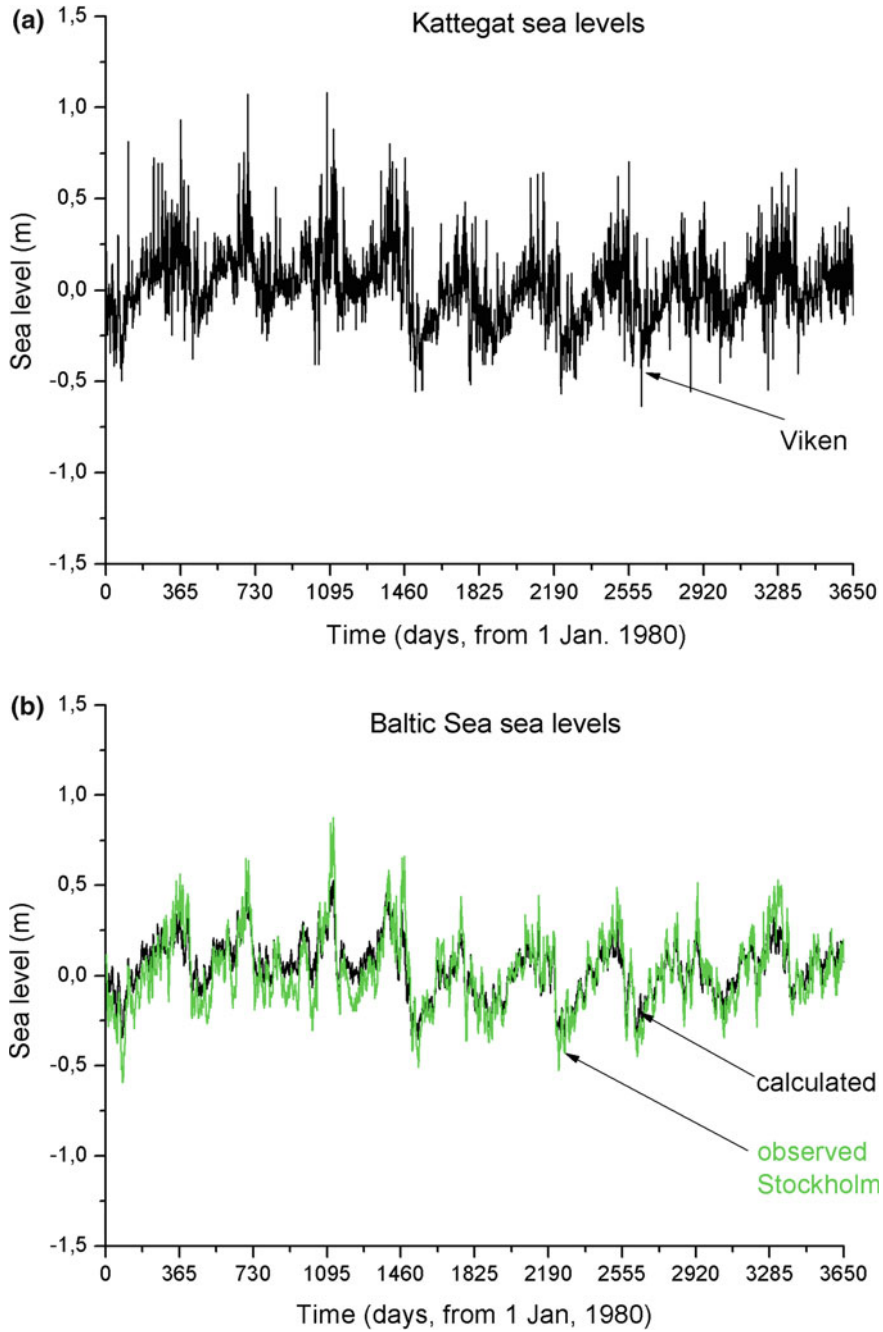 (a)
Kattegat sea levels
1,5
1,0
0,5
0,0
-0,5
-1,0
-1,5
Sea level (m)
Viken
0 365 730 1095 1460 1825 2190 2555 2920 3285 3650
Time (days, from 1 Jan. 1980)
(b)
Baltic Sea sea levels
1,5
1,0
0,5
0,0
-0,5
-1,0
-1,5
Sea level (m)
calculated
observed
Stockholm
0 365 730 1095 1460 1825 2190 2555 2920 3285 3650
Time (days, from 1 Jan, 1980)